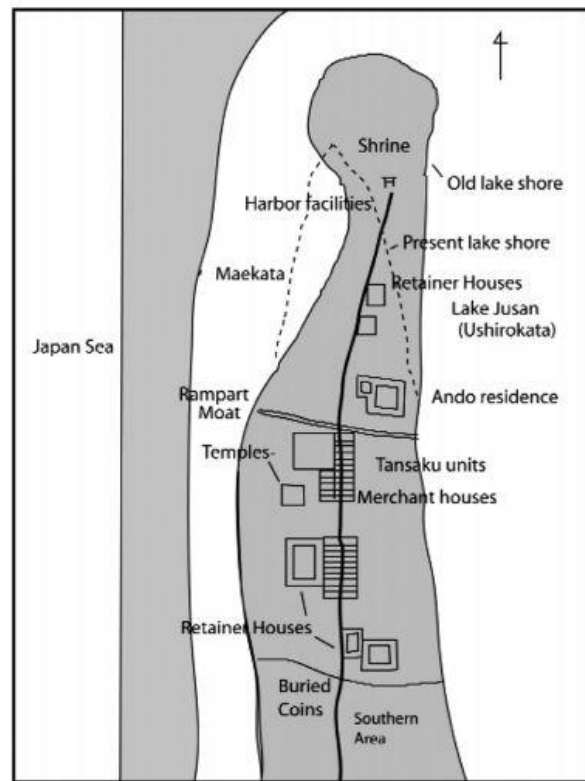 4
Shrine
Old lake shore
Harbor facilities
Present lake shore
Maekata
Retainer Houses
Lake Jusan
(Ushirokata)
Japan Sea
Rampart
Moat
Ando residence
Temples
Tansaku units
Merchant houses
Retainer Houses
Buried
Coins
Southern
Area